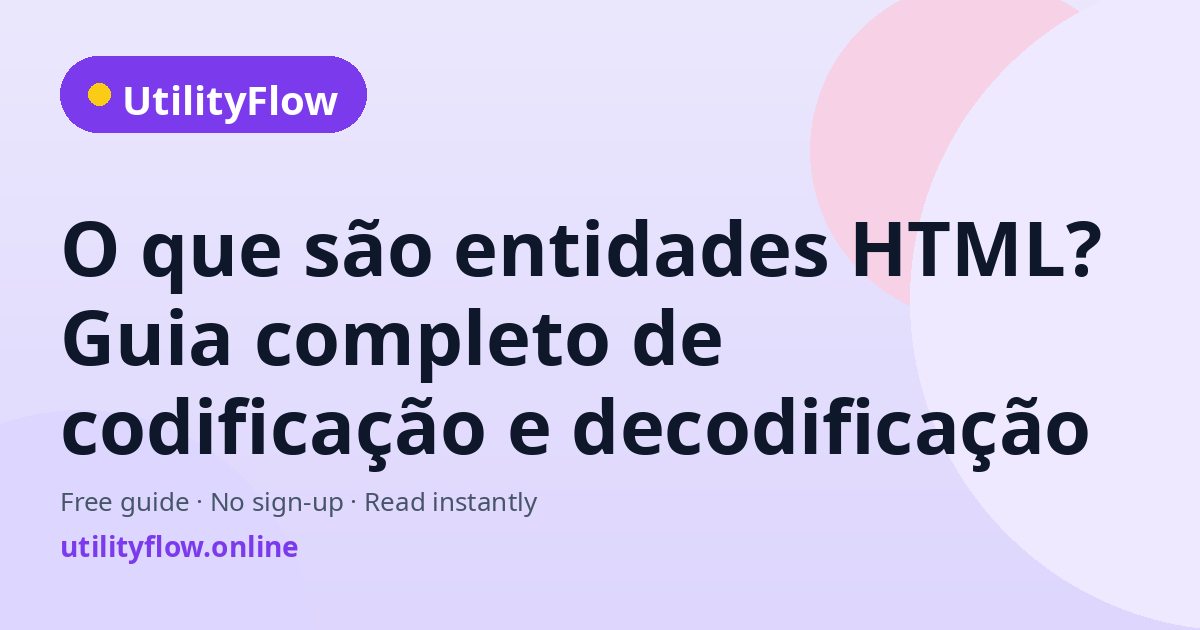 UtilityFlow
O que são entidades HTML?
Guia completo de
codificação e decodificação
Free guide · No sign-up · Read instantly
utilityflow.online